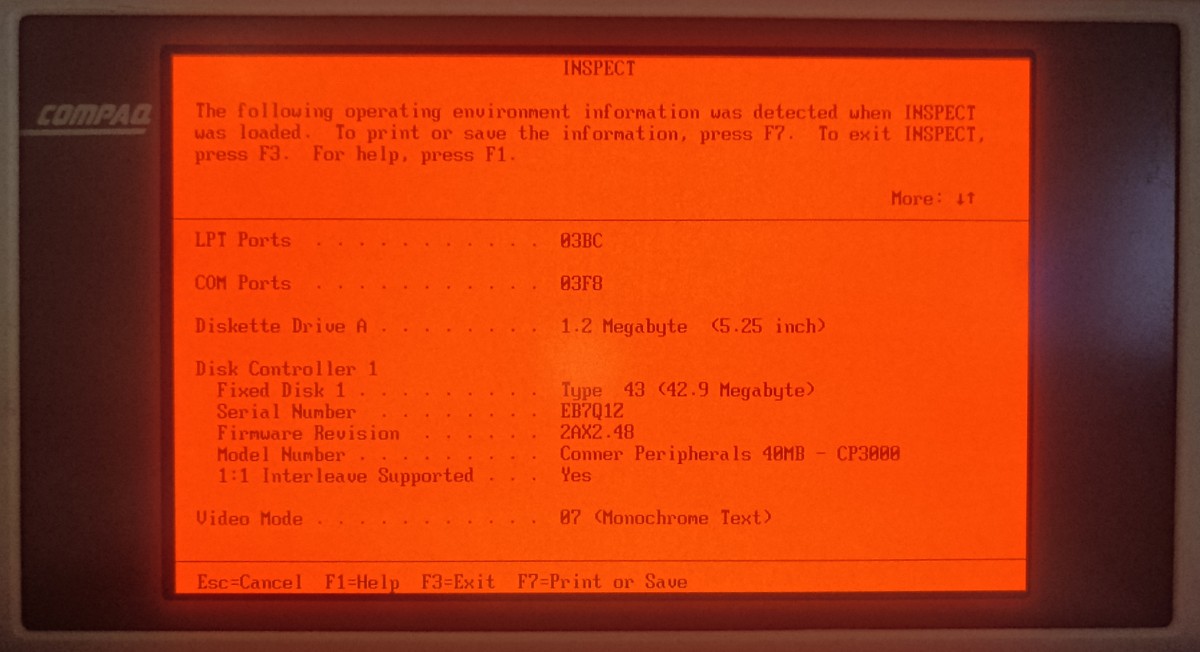 INSPECT
COMPAQ
The following operating environment information was detected when INSPECT
was loaded. To print or save the information, press F7. To exit INSPECT,
press F3. For help, press F1.
More: ↓↑
LPT Ports . . . . . . . . . . . 03BC
COM Ports . . . . . . . . . . . 03F8
Diskette Drive A . . . . . . . . 1.2 Megabyte (5.25 inch)
Disk Controller 1
Fixed Disk 1 . . . . . . . . . Type 43 (42.9 Megabyte)
Serial Number . . . . . . . . EB7Q1Z
Firmware Revision . . . . . . 2AX2.48
Model Number . . . . . . . . . Conner Peripherals 40MB - CP3000
1:1 Interleave Supported . . . Yes
Video Mode . . . . . . . . . . . 07 (Monochrome Text)
Esc=Cancel F1=Help F3=Exit F7=Print or Save